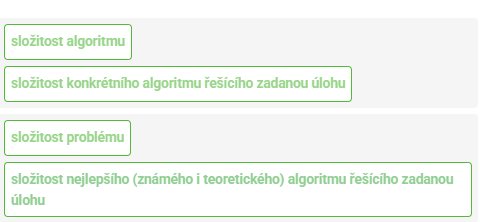 složitost algoritmu
složitost konkrétního algoritmu řešícího zadanou úlohu
složitost problému
složitost nejlepšího (známého i teoretického) algoritmu řešícího zadanou
úlohu